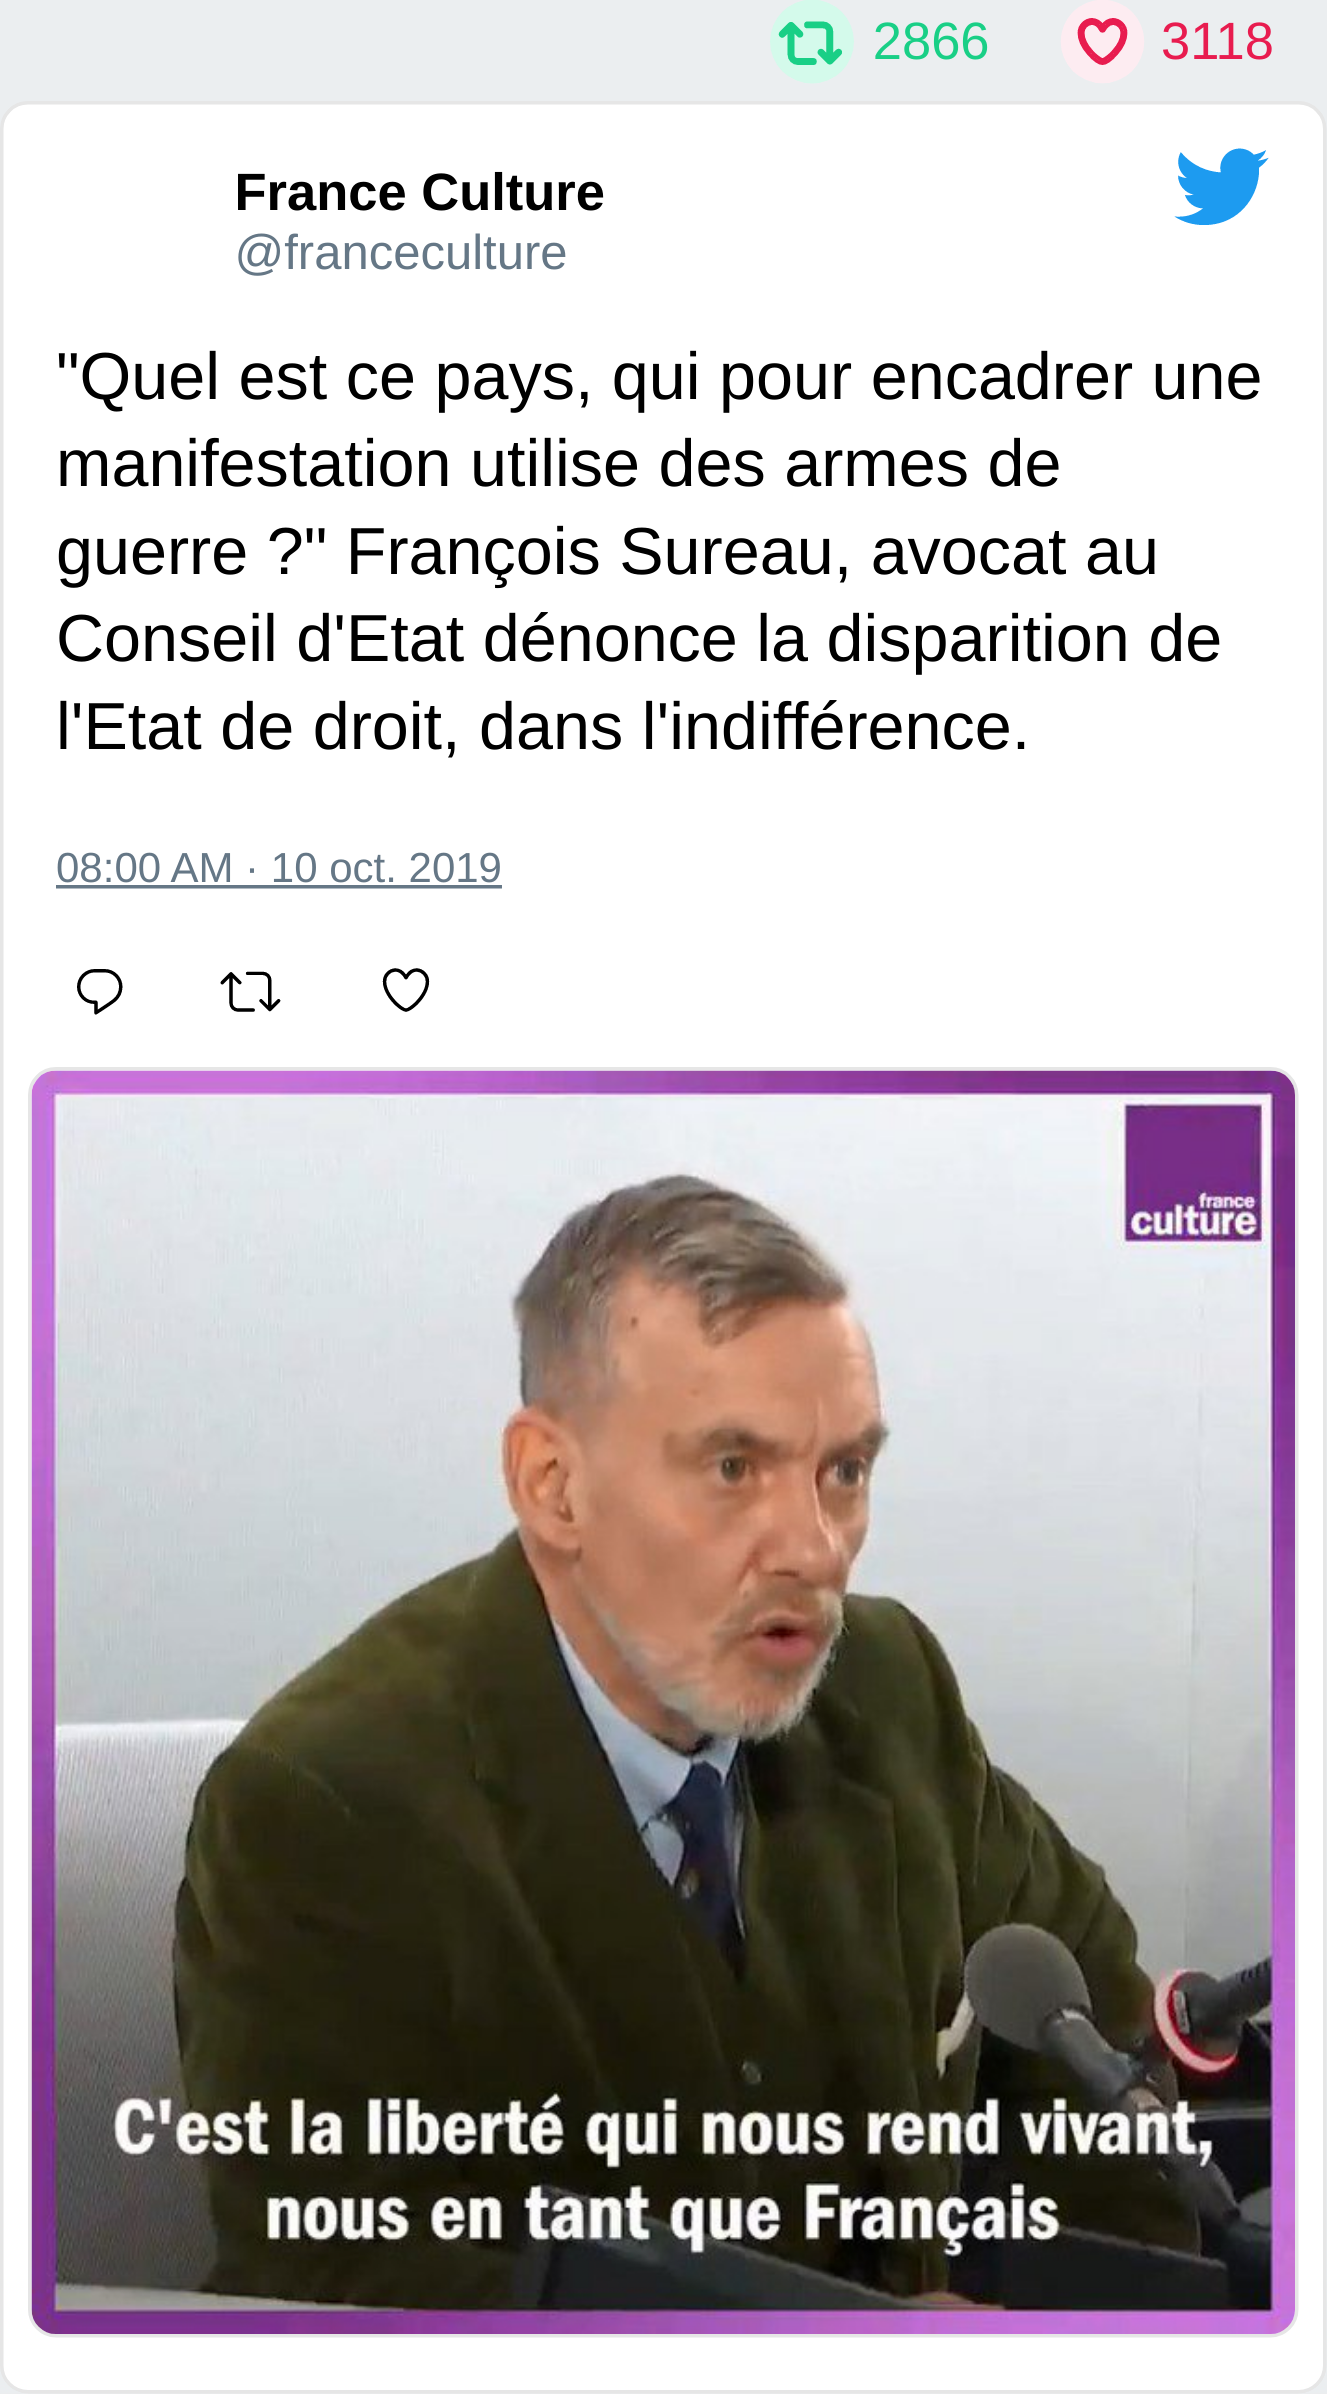 2866 3118
France Culture
@franceculture
"Quel est ce pays, qui pour encadrer une
manifestation utilise des armes de
guerre ?" François Sureau, avocat au
Conseil d'Etat dénonce la disparition de
l'Etat de droit, dans l'indifférence.
08:00 AM · 10 oct. 2019
france
culture
C'est la liberté qui nous rend vivant,
nous en tant que Français